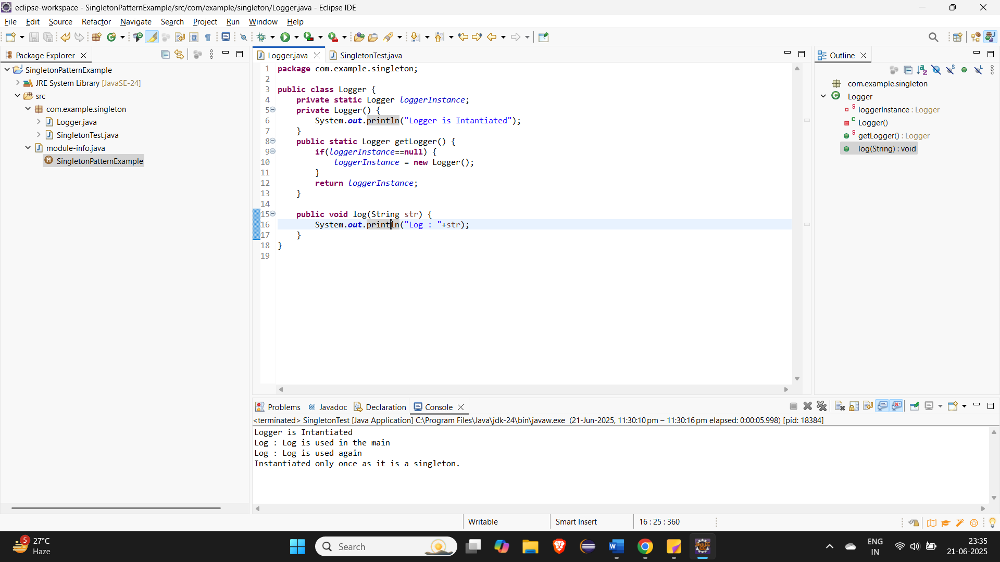 eclipse-workspace - SingletonPatternExample/src/com/example/singleton/Logger.java - Eclipse IDE
File Edit Source Refactor Navigate Search Project Run Window Help
Package Explorer
SingletonPatternExample
JRE System Library [JavaSE-24]
src
com.example.singleton
Logger.java
SingletonTest.java
module-info.java
SingletonPatternExample
Logger.java SingletonTest.java
1 package com.example.singleton;
2
3 public class Logger {
4 private static Logger loggerInstance;
5 private Logger() {
6 System.out.println("Logger is Intantiated");
7 }
8 public static Logger getLogger() {
9 if(loggerInstance==null) {
10 loggerInstance = new Logger();
11 }
12 return loggerInstance;
13 }
14
15 public void log(String str) {
16 System.out.println("Log : "+str);
17 }
18 }
19
Outline
com.example.singleton
Logger
loggerInstance : Logger
Logger()
getLogger() : Logger
log(String) : void
Problems @ Javadoc Declaration Console
<terminated> SingletonTest [Java Application] C:\Program Files\Java\jdk-24\bin\javaw.exe (21-Jun-2025, 11:30:10 pm – 11:30:16 pm elapsed: 0:00:05.998) [pid: 18384]
Logger is Intantiated
Log : Log is used in the main
Log : Log is used again
Instantiated only once as it is a singleton.
Writable Smart Insert 16 : 25 : 360
5
27°C
Haze
Search
ENG
IN
23:35
21-06-2025